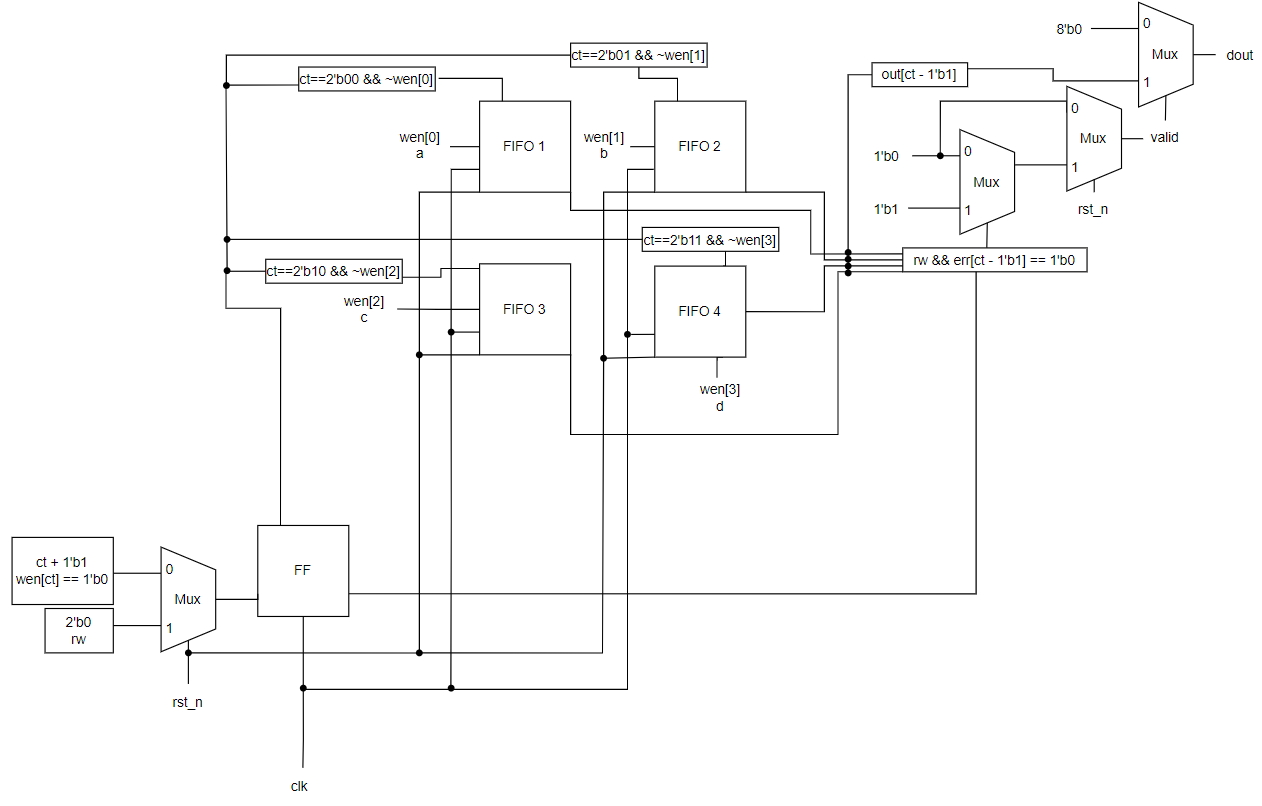 8'b0
0
Mux
1
dout
ct==2'b01 && ~wen[1]
ct==2'b00 && ~wen[0]
out[ct - 1'b1]
valid
0
Mux
1
rst_n
wen[0]
a
FIFO 1
wen[1]
b
FIFO 2
1'b0
0
Mux
1'b1
1
ct==2'b11 && ~wen[3]
ct==2'b10 && ~wen[2]
rw && err[ct - 1'b1] == 1'b0
wen[2]
c
FIFO 3
FIFO 4
wen[3]
d
ct + 1'b1
wen[ct] == 1'b0
0
Mux
1
2'b0
rw
FF
rst_n
clk